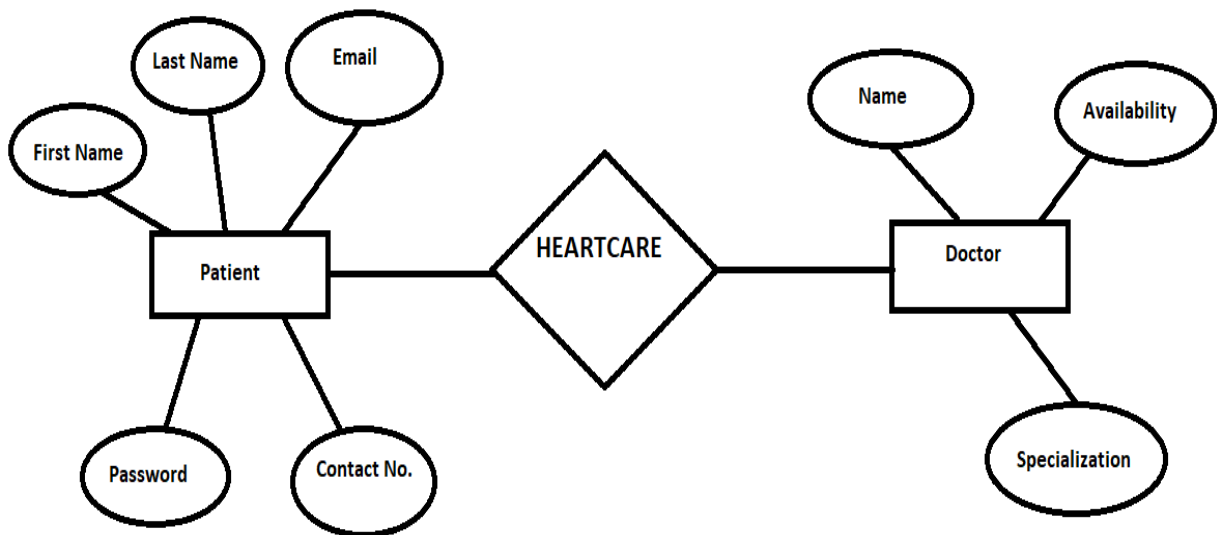 Last Name
Email
First Name
Name
Availability
Patient
HEARTCARE
Doctor
Password
Contact No.
Specialization